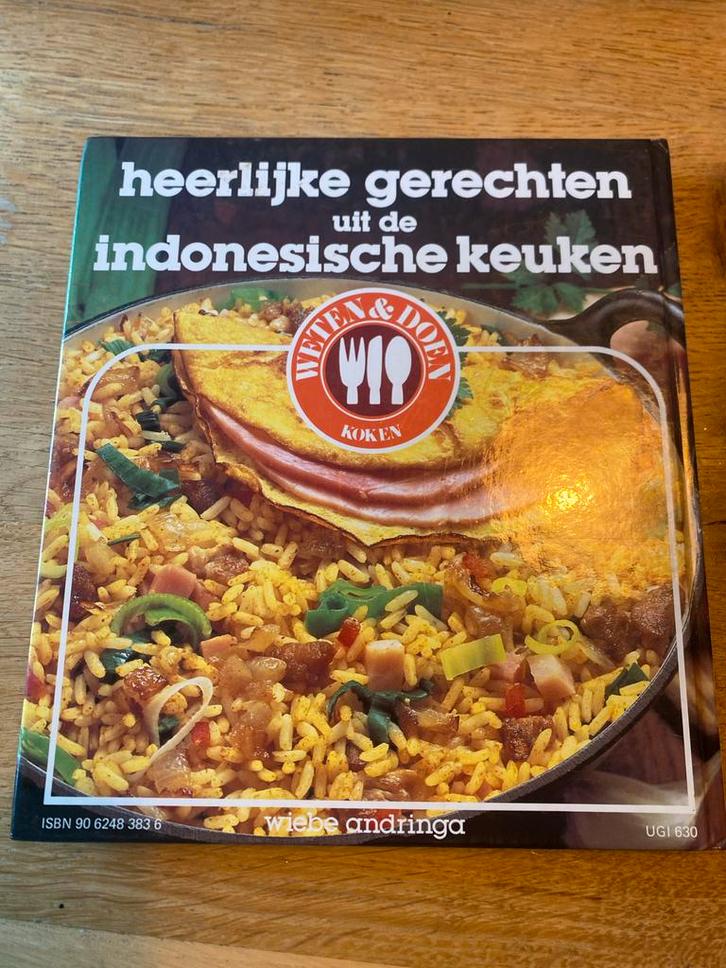 heerlijke gerechten
uit de
indonesische keuken
WETEN & DOEN
KOKEN
ISBN 90 6248 383 6
wiebe andringa
UGI 630